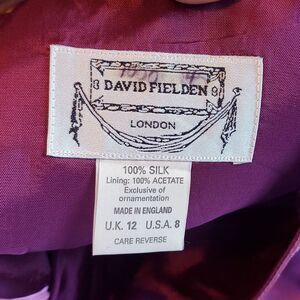 DAVID FIELDEN
LONDON
100% SILK
Lining: 100% ACETATE
Exclusive of
ornamentation
MADE IN ENGLAND
U.K. 12 U.S.A. 8
CARE REVERSE